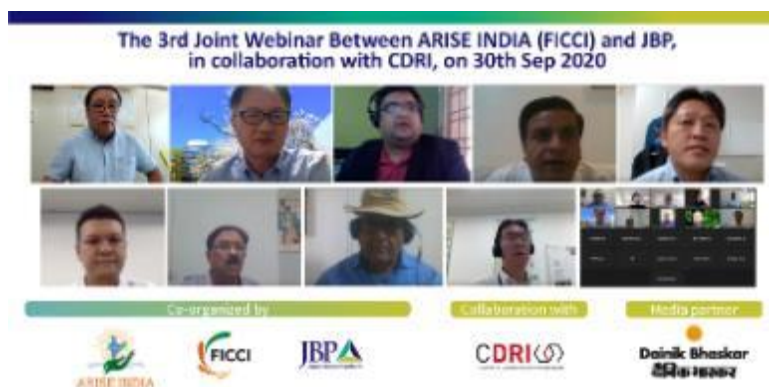 The 3rd Joint Webinar Between ARISE INDIA (FICCI) and JBP,
in collaboration with CDRI, on 30th Sep 2020
Co-organized by
Collaboration with
Media partner
ARISE INDIA
FICCI
JBP
CDRI
Dainik Bhaskar
दैनिक भास्कर